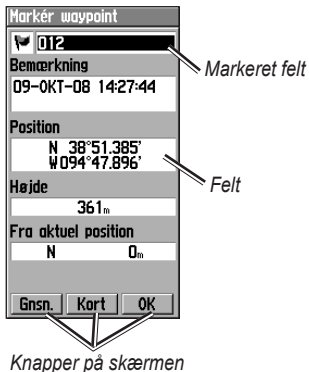 Markér waypoint
012
Markeret felt
Bemærkning
09-OKT-08 14:27:44
Position
N 38°51.385'
W094°47.896'
Felt
Højde
361m
Fra aktuel position
N 0m
Gnsn. Kort OK
Knapper på skærmen